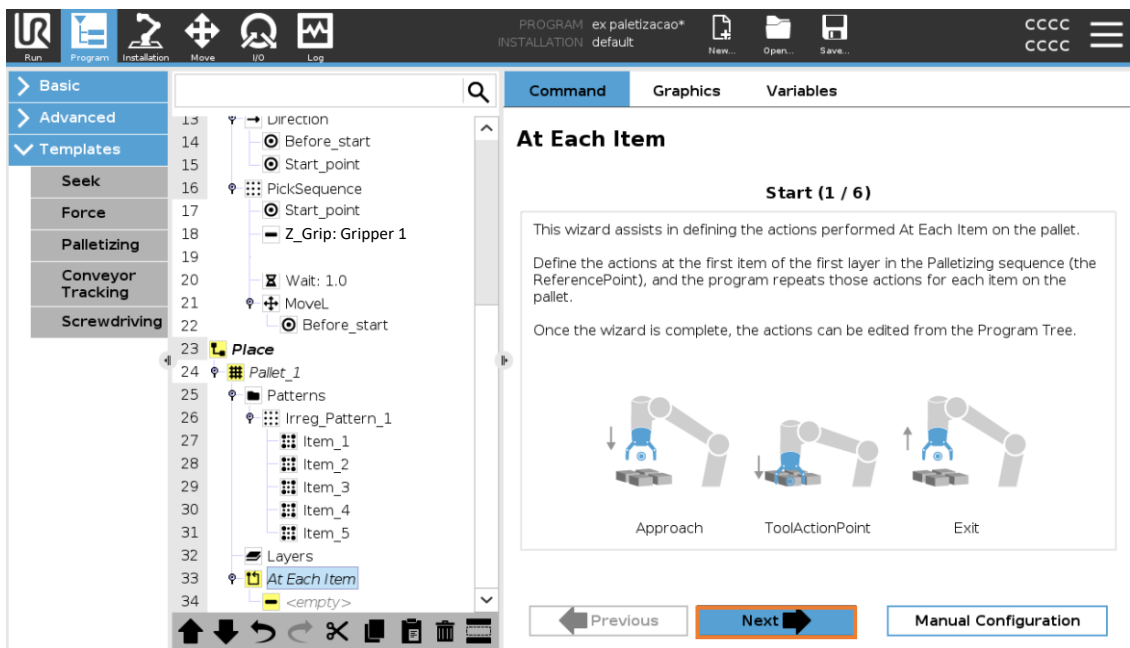 PROGRAM ex paletizacao*
INSTALLATION default
CCCC
CCCC
Run Program Installation Move I/O Log New... Open... Save...
Basic
Advanced
Templates
Seek
Force
Palletizing
Conveyor
Tracking
Screwdriving
13 Direction
14 Before_start
15 Start_point
16 PickSequence
17 Start_point
18 Z_Grip: Gripper 1
19
20 Wait: 1.0
21 MoveL
22 Before_start
23 Place
24 Pallet_1
25 Patterns
26 Irreg_Pattern_1
27 Item_1
28 Item_2
29 Item_3
30 Item_4
31 Item_5
32 Layers
33 At Each Item
34 <empty>
Command Graphics Variables
At Each Item
Start (1 / 6)
This wizard assists in defining the actions performed At Each Item on the pallet.
Define the actions at the first item of the first layer in the Palletizing sequence (the
ReferencePoint), and the program repeats those actions for each item on the
pallet.
Once the wizard is complete, the actions can be edited from the Program Tree.
Approach ToolActionPoint Exit
Previous Next Manual Configuration